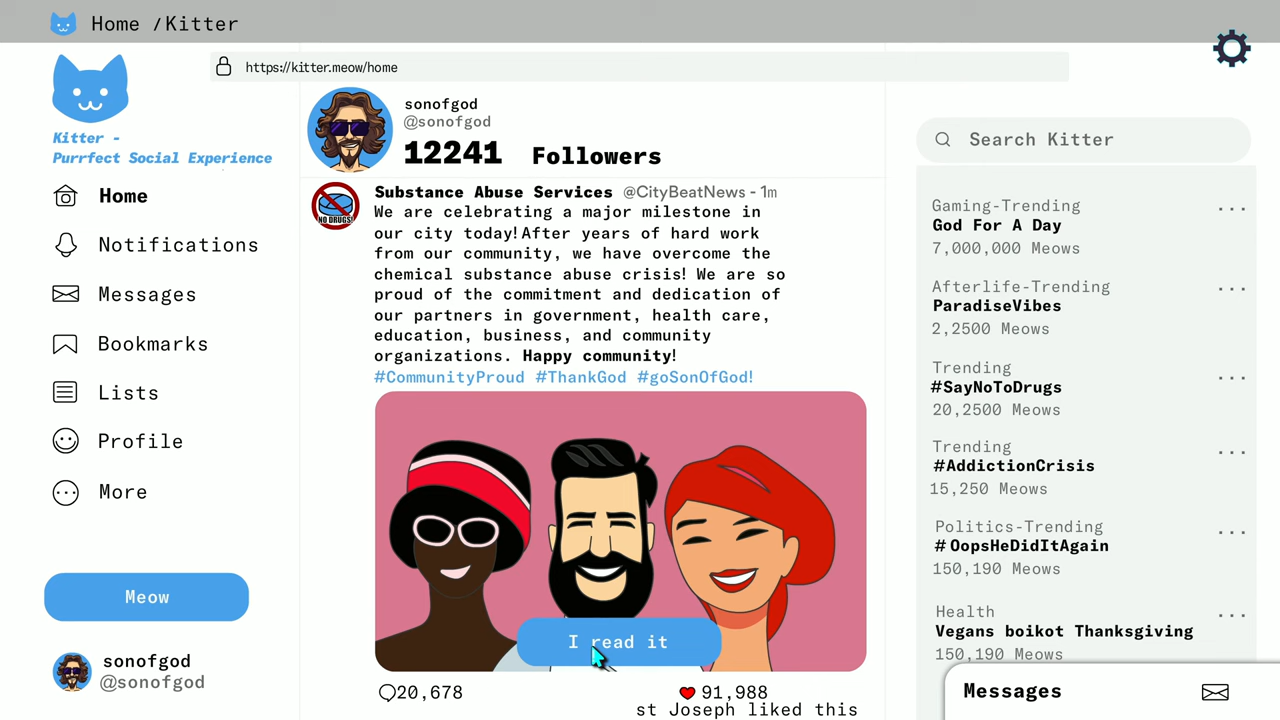 Home /Kitter
https://kitter.meow/home
Kitter -
Purrfect Social Experience
Home
Notifications
Messages
Bookmarks
Lists
Profile
More
Meow
sonofgod
@sonofgod
sonofgod
@sonofgod
12241 Followers
NO DRUGS!
Substance Abuse Services @CityBeatNews - 1m
We are celebrating a major milestone in
our city today! After years of hard work
from our community, we have overcome the
chemical substance abuse crisis! We are so
proud of the commitment and dedication of
our partners in government, health care,
education, business, and community
organizations. Happy community!
#CommunityProud #ThankGod #goSonOfGod!
I read it
20,678
91,988
st Joseph liked this
Search Kitter
Gaming-Trending
God For A Day
7,000,000 Meows
Afterlife-Trending
ParadiseVibes
2,2500 Meows
Trending
#SayNoToDrugs
20,2500 Meows
Trending
#AddictionCrisis
15,250 Meows
Politics-Trending
# OopsHeDidItAgain
150,190 Meows
Health
Vegans boikot Thanksgiving
150,190 Meows
Messages